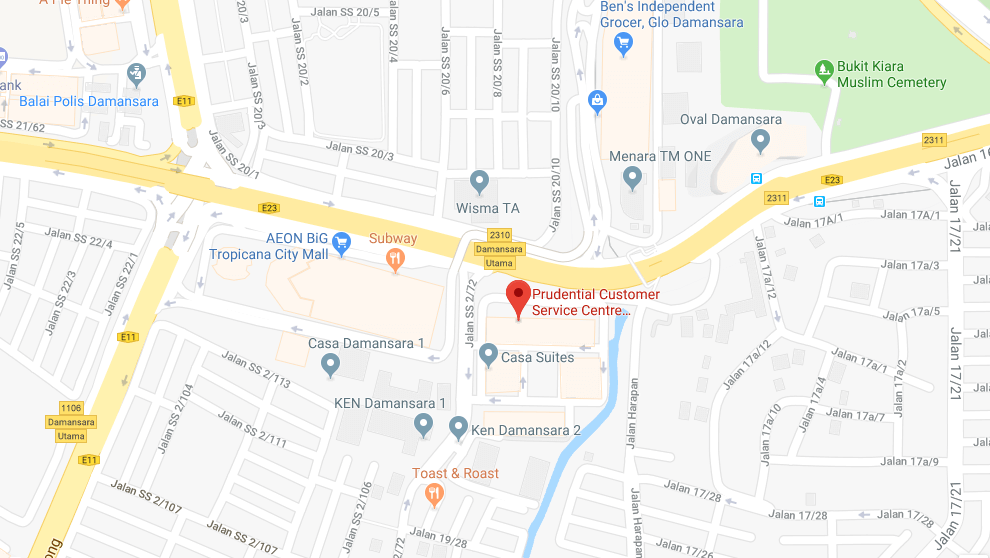 A Pie Thing
Jalan SS 20/5
Jalan SS 20/4
Jalan SS 20/2
Jalan SS 20/6
Jalan SS 20/8
Jalan SS 20/10
Ben's Independent
Grocer, Glo Damansara
Bukit Kiara
Muslim Cemetery
ank
Balai Polis Damansara
E11
SS 21/62
20/3
Jalan SS 20/1
Jalan SS 20/3
Oval Damansara
Menara TM ONE
2311
Jalan 16
E23
2311
Jalan SS 20/10
Wisma TA
E23
Jalan 17A/1
Jalan 17/21
SS 22/5
Jalan SS 22/4
Jalan SS 22/3
Jalan SS 22/1
AEON BiG
Tropicana City Mall
Subway
2310
Damansara
Utama
Jalan SS 2/72
Jalan 17a/12
Jalan 17a/3
Prudential Customer
Service Centre...
Jalan 17a/5
E11
Casa Damansara 1
Casa Suites
Jalan 17a/12
Jalan 17a/2
Jalan 17a/4
Jalan 17/21
Jalan SS 2/113
Jalan SS 2/104
KEN Damansara 1
Ken Damansara 2
Jalan Harapan
Jalan 17a/10
Jalan 17a/7
1106
Damansara
Utama
E11
Jalan SS 2/111
Toast & Roast
Jalan 17a/9
Jalan SS 2/107
Jalan SS 2/107
SS 2/106
2/72
Jalan 19/28
Jalan 17/28
Jalan 17/28
Jalan 17/26
Jalan 17/21
ong